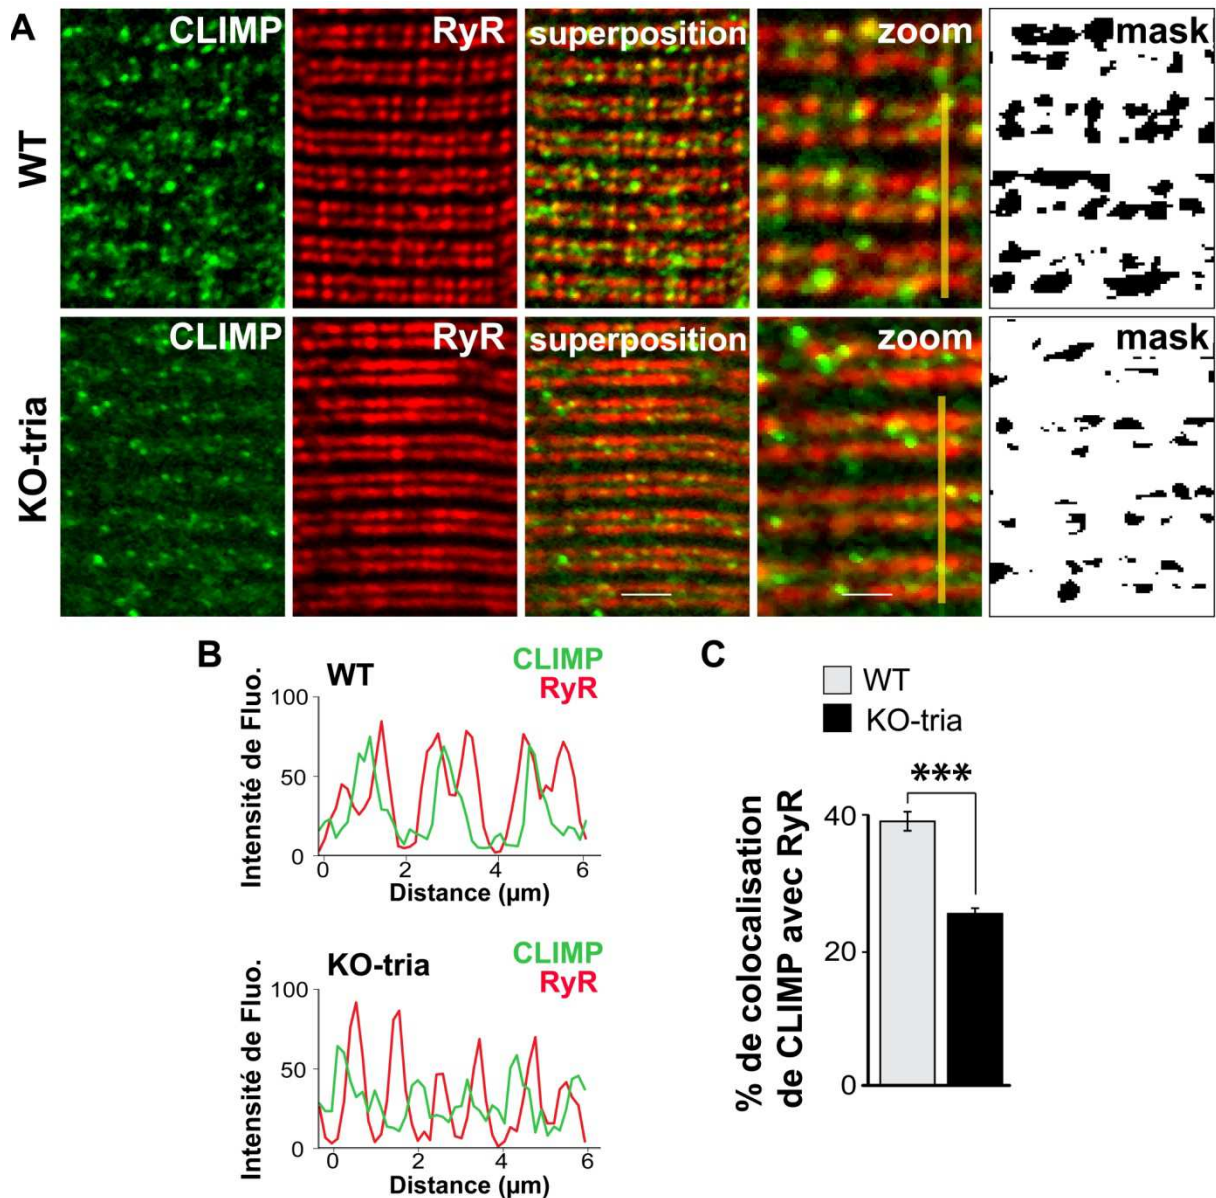 A
CLIMP
RyR
superposition
zoom
mask
WT
CLIMP
RyR
superposition
zoom
mask
KO-tria
B
WT
CLIMP
RyR
Intensité de Fluo.
100
50
0
0 2 4 6
Distance (µm)
KO-tria
CLIMP
RyR
Intensité de Fluo.
100
50
0
0 2 4 6
Distance (µm)
C
WT
KO-tria
***
% de colocalisation
de CLIMP avec RyR
40
20
0